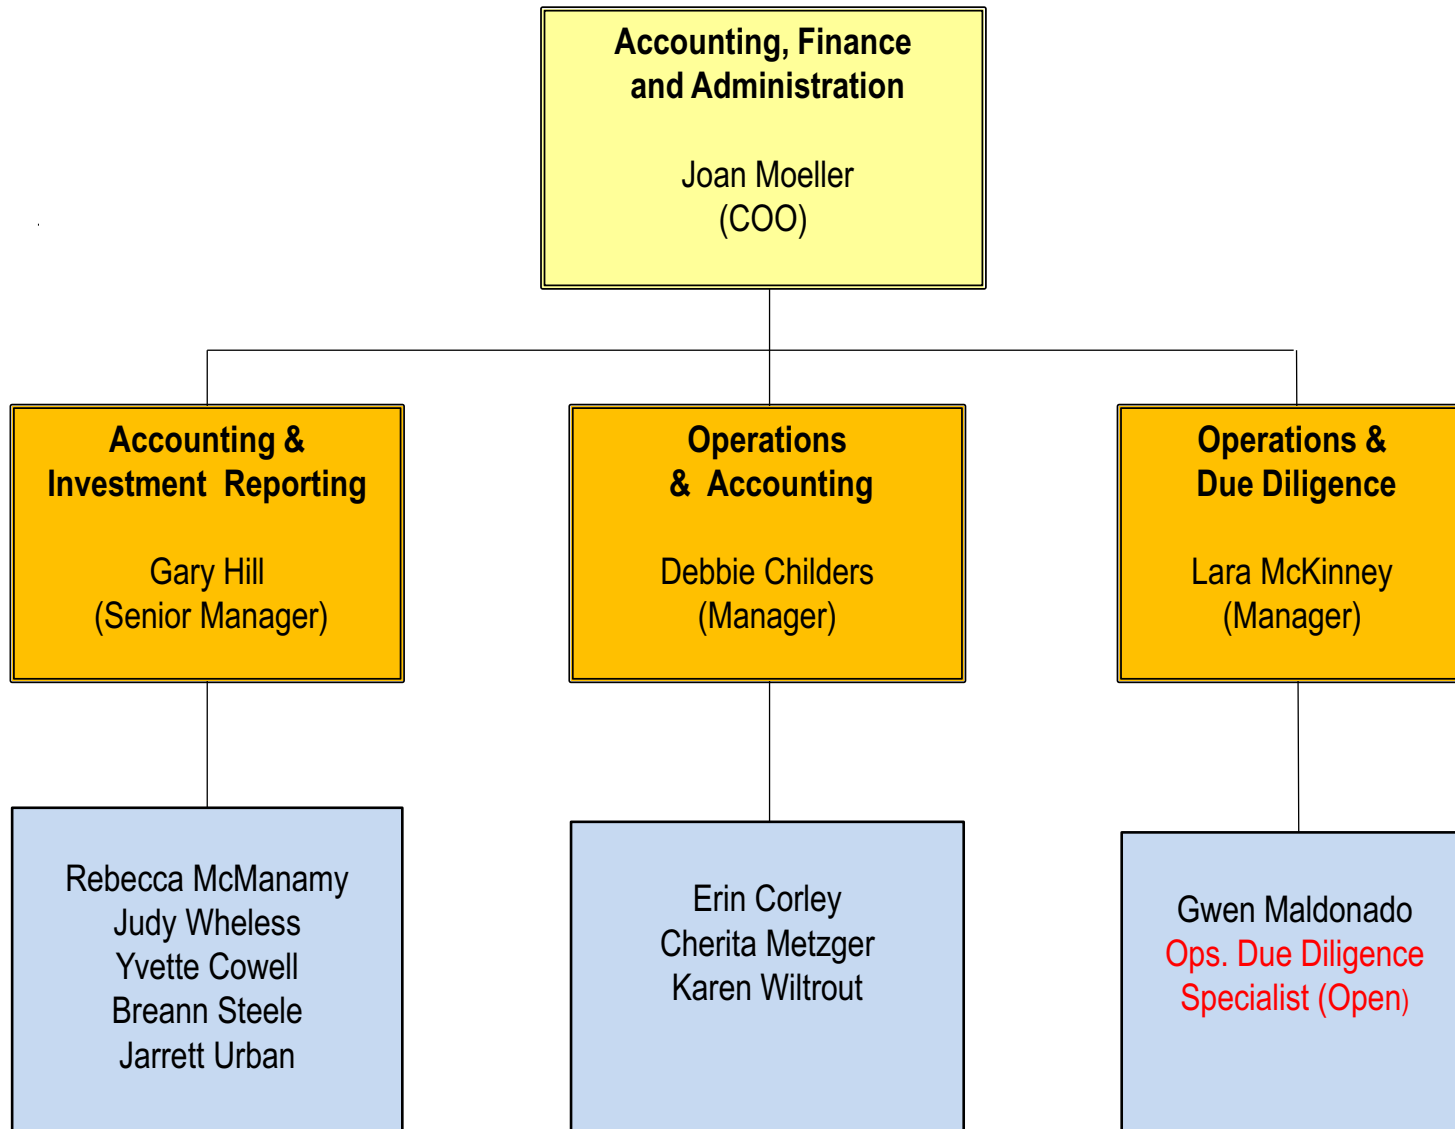 Accounting, Finance
and Administration
Joan Moeller
(COO)
Accounting &
Investment Reporting
Gary Hill
(Senior Manager)
Operations
& Accounting
Debbie Childers
(Manager)
Operations &
Due Diligence
Lara McKinney
(Manager)
Rebecca McManamy
Judy Wheless
Yvette Cowell
Breann Steele
Jarrett Urban
Erin Corley
Cherita Metzger
Karen Wiltrout
Gwen Maldonado
Ops. Due Diligence
Specialist (Open)